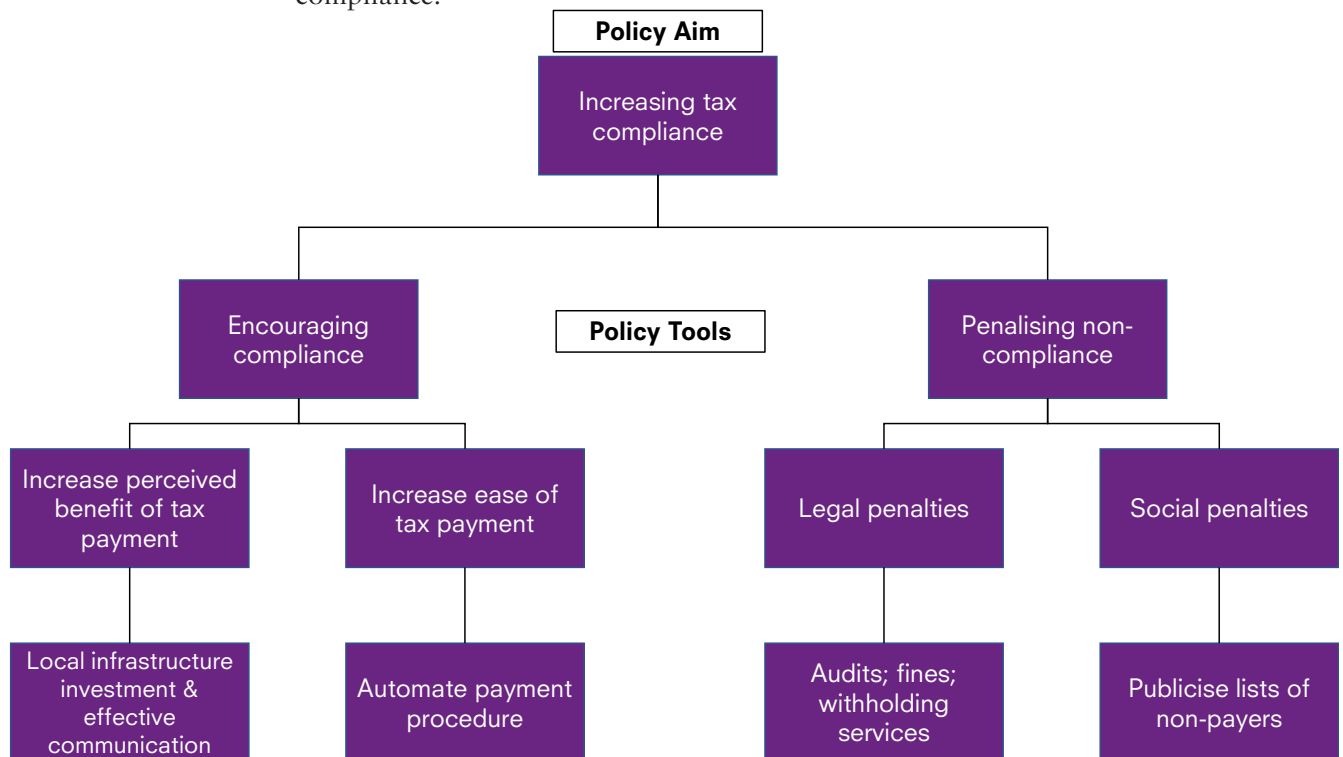 compliance.
Policy Aim
Increasing tax
compliance
Encouraging
compliance
Policy Tools
Penalising non-
compliance
Increase perceived
benefit of tax
payment
Increase ease of
tax payment
Legal penalties
Social penalties
Local infrastructure
investment &
effective
communication
Automate payment
procedure
Audits; fines;
withholding
services
Publicise lists of
non-payers